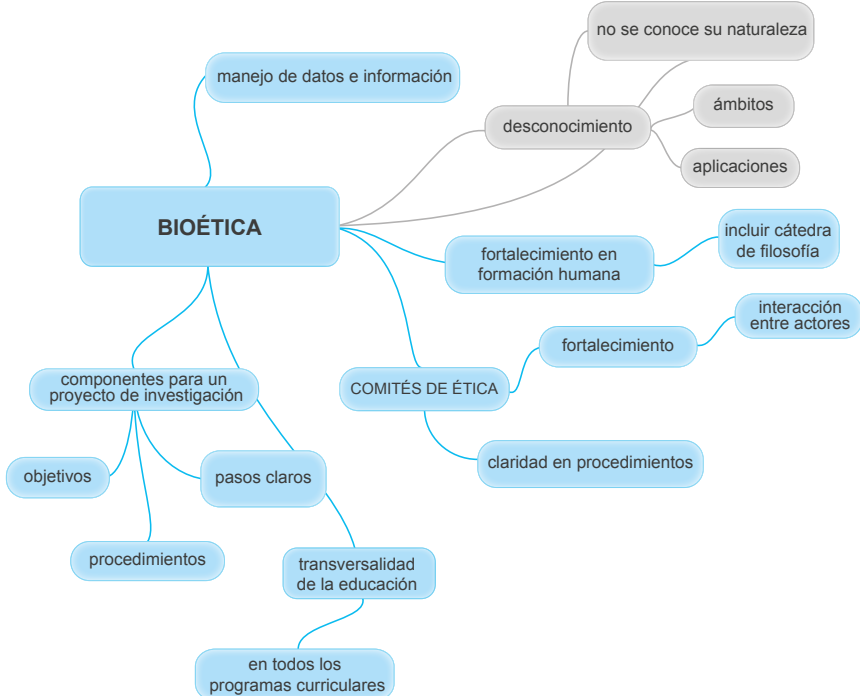 no se conoce su naturaleza
manejo de datos e información
ámbitos
desconocimiento
aplicaciones
BIOÉTICA
incluir cátedra
de filosofía
fortalecimiento en
formación humana
interacción
entre actores
fortalecimiento
componentes para un
proyecto de investigación
COMITÉS DE ÉTICA
claridad en procedimientos
objetivos
pasos claros
procedimientos
transversalidad
de la educación
en todos los
programas curriculares